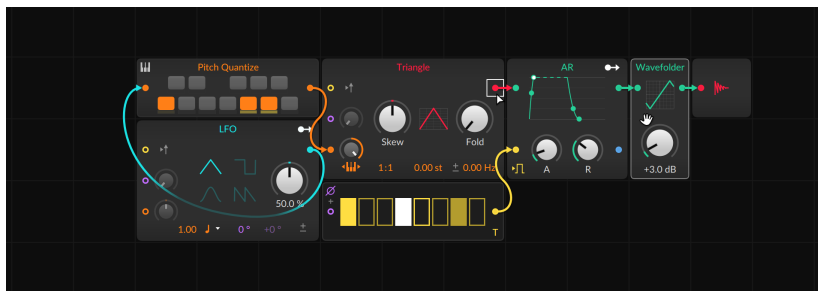 Pitch Quantize
LFO
50.0 %
1.00 0° +0° ±
Triangle
Skew
Fold
1:1 0.00 st ± 0.00 Hz
+
T
AR
A R
Wavefolder
+3.0 dB